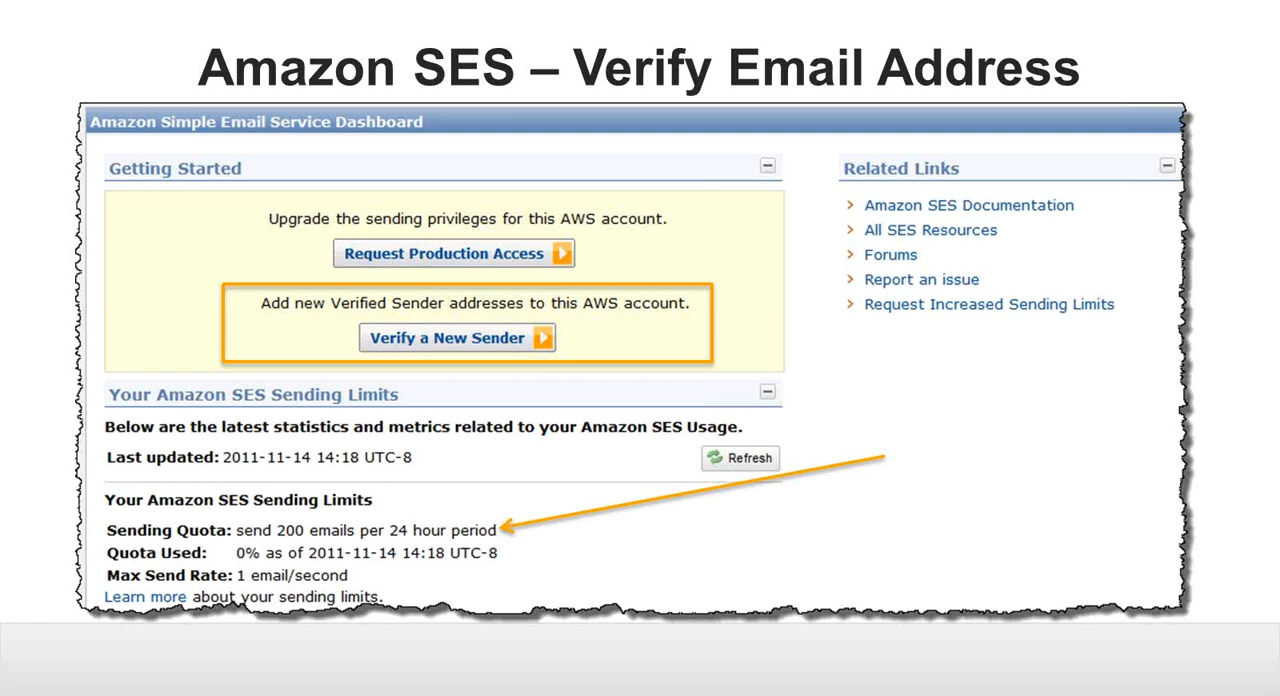 Amazon SES – Verify Email Address
Amazon Simple Email Service Dashboard
Getting Started
Upgrade the sending privileges for this AWS account.
Request Production Access
Add new Verified Sender addresses to this AWS account.
Verify a New Sender
Your Amazon SES Sending Limits
Below are the latest statistics and metrics related to your Amazon SES Usage.
Last updated: 2011-11-14 14:18 UTC-8
Refresh
Your Amazon SES Sending Limits
Sending Quota: send 200 emails per 24 hour period
Quota Used: 0% as of 2011-11-14 14:18 UTC-8
Max Send Rate: 1 email/second
Learn more about your sending limits.
Related Links
Amazon SES Documentation
All SES Resources
Forums
Report an issue
Request Increased Sending Limits